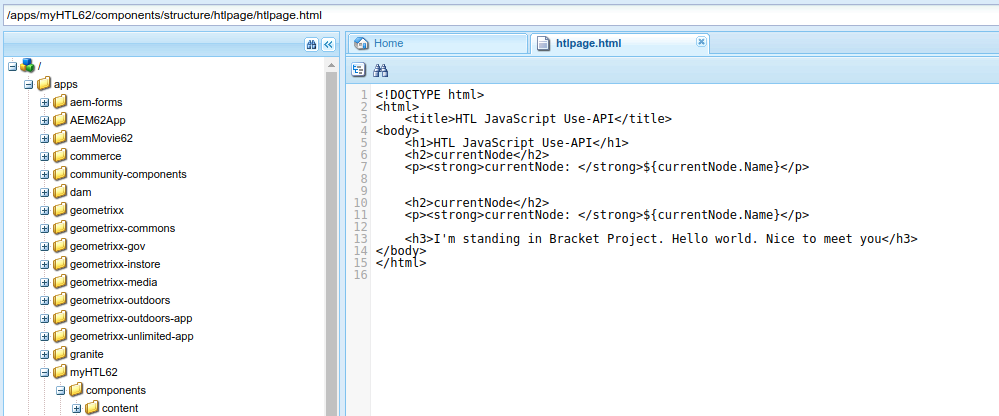 /apps/myHTL62/components/structure/htlpage/htlpage.html
/
apps
aem-forms
AEM62App
aemMovie62
commerce
community-components
dam
geometrixx
geometrixx-commons
geometrixx-gov
geometrixx-instore
geometrixx-media
geometrixx-outdoors
geometrixx-outdoors-app
geometrixx-unlimited-app
granite
myHTL62
components
content
Home
htlpage.html
1 <!DOCTYPE html>
2 <html>
3     <title>HTL JavaScript Use-API</title>
4 <body>
5     <h1>HTL JavaScript Use-API</h1>
6     <h2>currentNode</h2>
7     <p><strong>currentNode: </strong>${currentNode.Name}</p>
8
9
10     <h2>currentNode</h2>
11     <p><strong>currentNode: </strong>${currentNode.Name}</p>
12
13     <h3>I'm standing in Bracket Project. Hello world. Nice to meet you</h3>
14 </body>
15 </html>
16